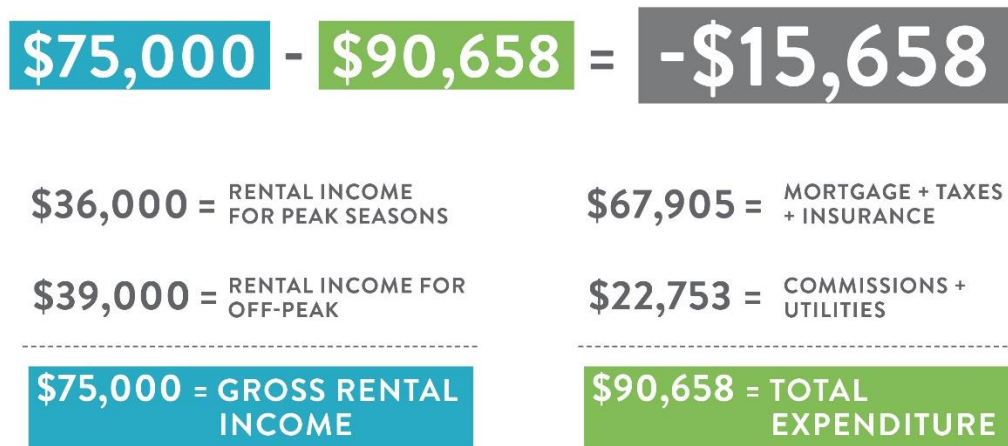 $75,000 - $90,658 = -$15,658
$36,000 = RENTAL INCOME
FOR PEAK SEASONS
$39,000 = RENTAL INCOME FOR
OFF-PEAK
$75,000 = GROSS RENTAL
INCOME
$67,905 = MORTGAGE + TAXES
+ INSURANCE
$22,753 = COMMISSIONS +
UTILITIES
$90,658 = TOTAL
EXPENDITURE